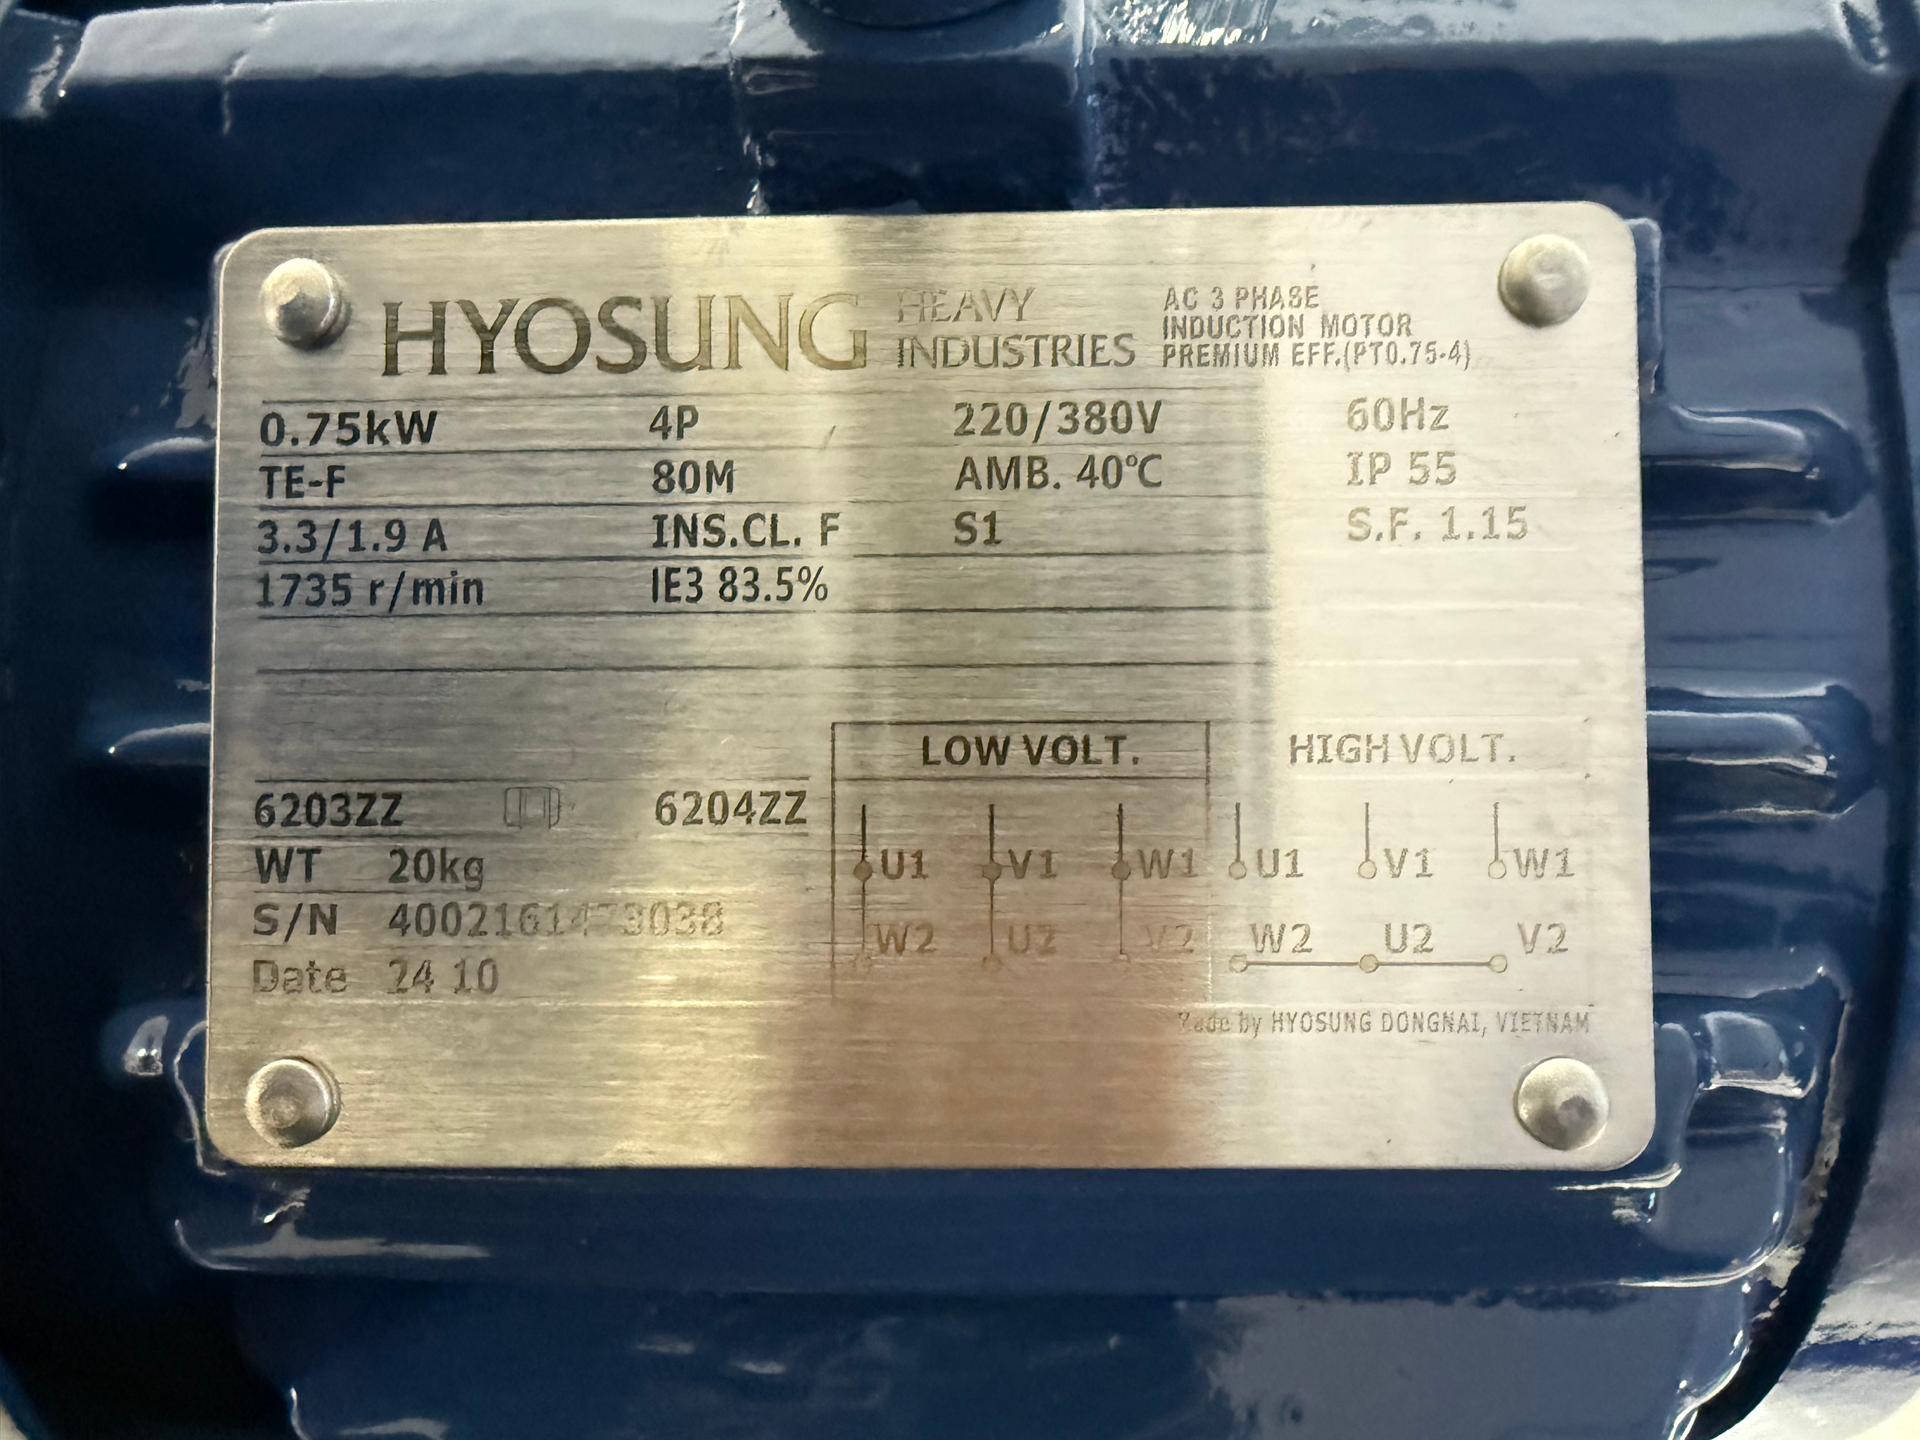 HYOSUNG HEAVY INDUSTRIES
AC 3 PHASE
INDUCTION MOTOR
PREMIUM EFF.(PT0.75-4)
0.75kW 4P 220/380V 60Hz
TE-F 80M AMB. 40℃ IP 55
3.3/1.9 A INS.CL. F S1 S.F. 1.15
1735 r/min IE3 83.5%
LOW VOLT. HIGH VOLT.
6203ZZ 6204ZZ
U1 V1 W1 U1 V1 W1
WT 20kg
W2 U2 V2 W2 U2 V2
S/N
Date 24 10
Made by HYOSUNG DONGNAI, VIETNAM